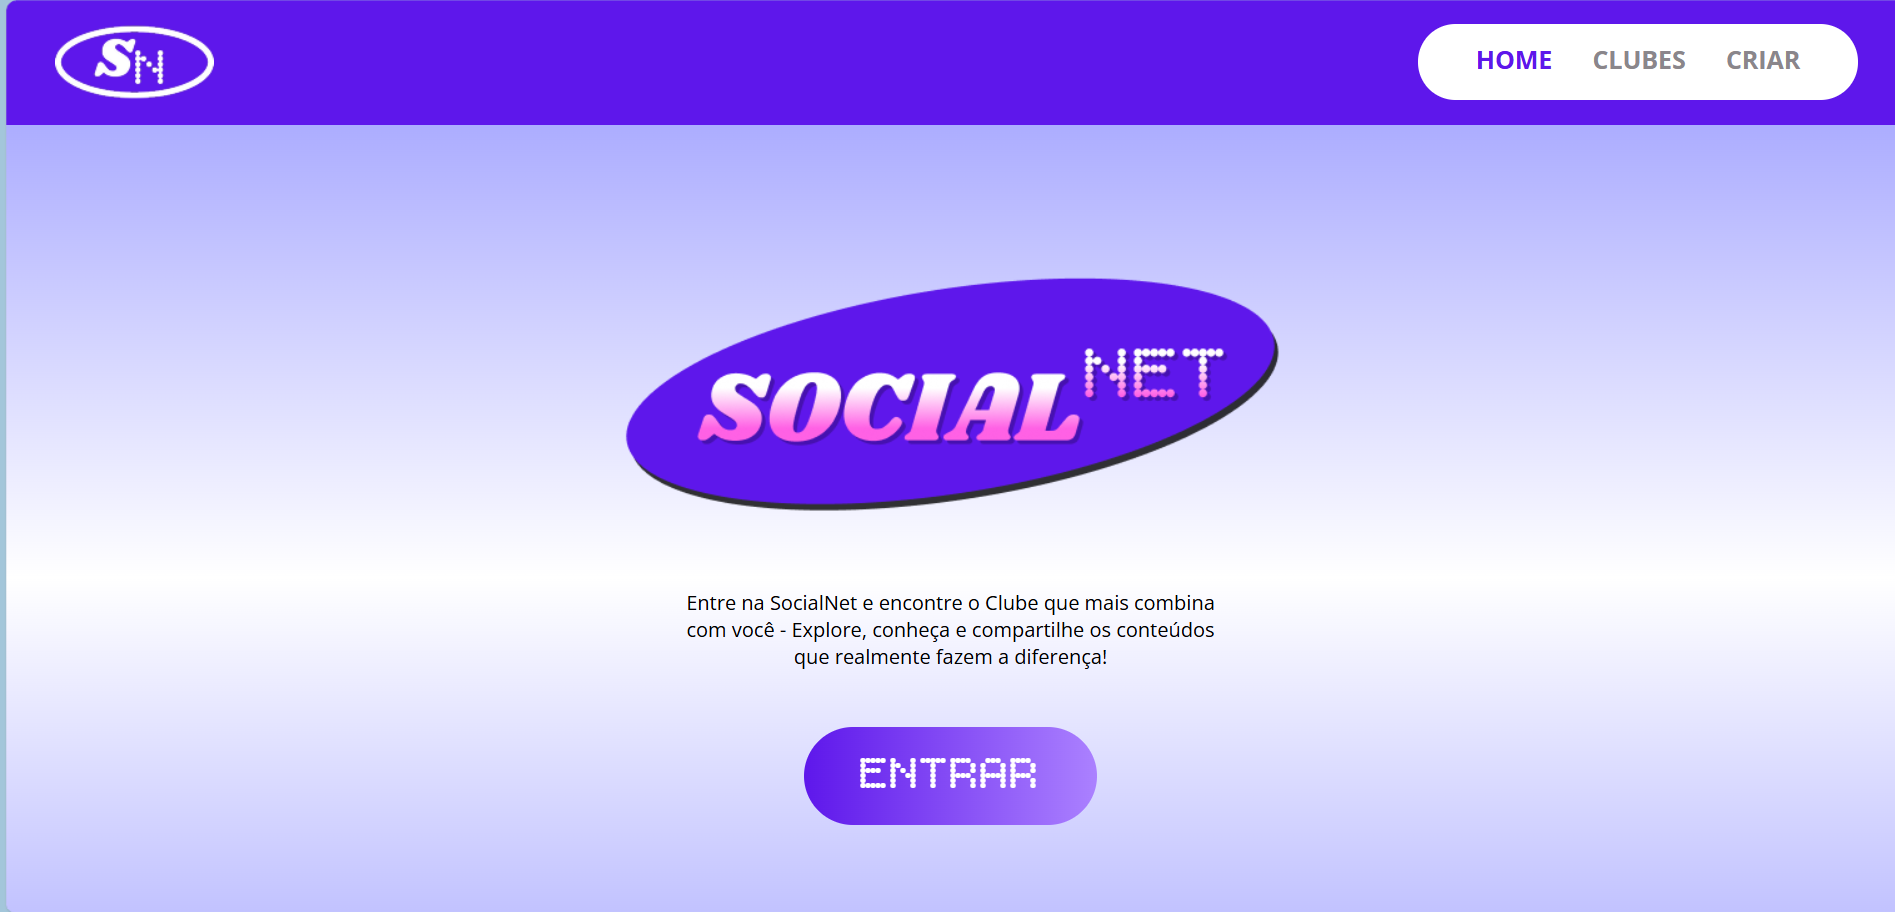 SN
HOME CLUBES CRIAR
SOCIAL NET
Entre na SocialNet e encontre o Clube que mais combina
com você - Explore, conheça e compartilhe os conteúdos
que realmente fazem a diferença!
ENTRAR